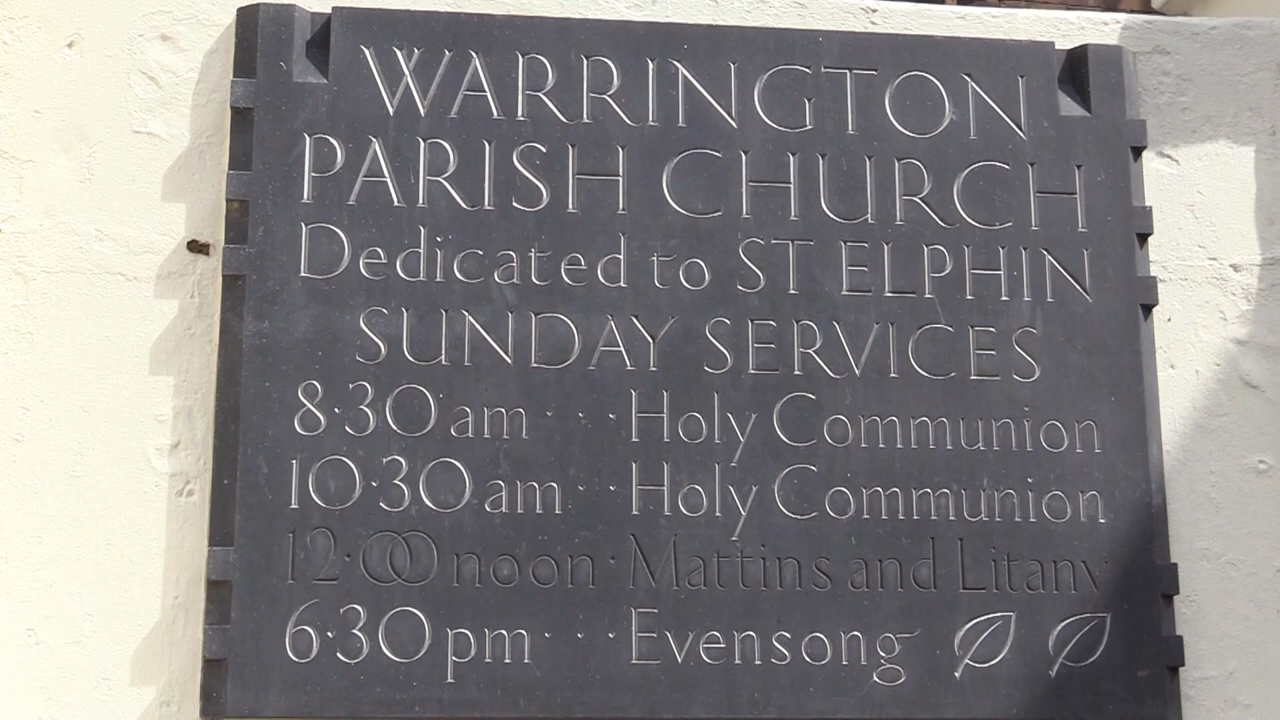 WARRINGTON
PARISH CHURCH
Dedicated to ST ELPHIN
SUNDAY SERVICES
8·30 am · · · Holy Communion
10·30 am · · Holy Communion
12·00 noon · Mattins and Litany
6·30 pm · · · Evensong